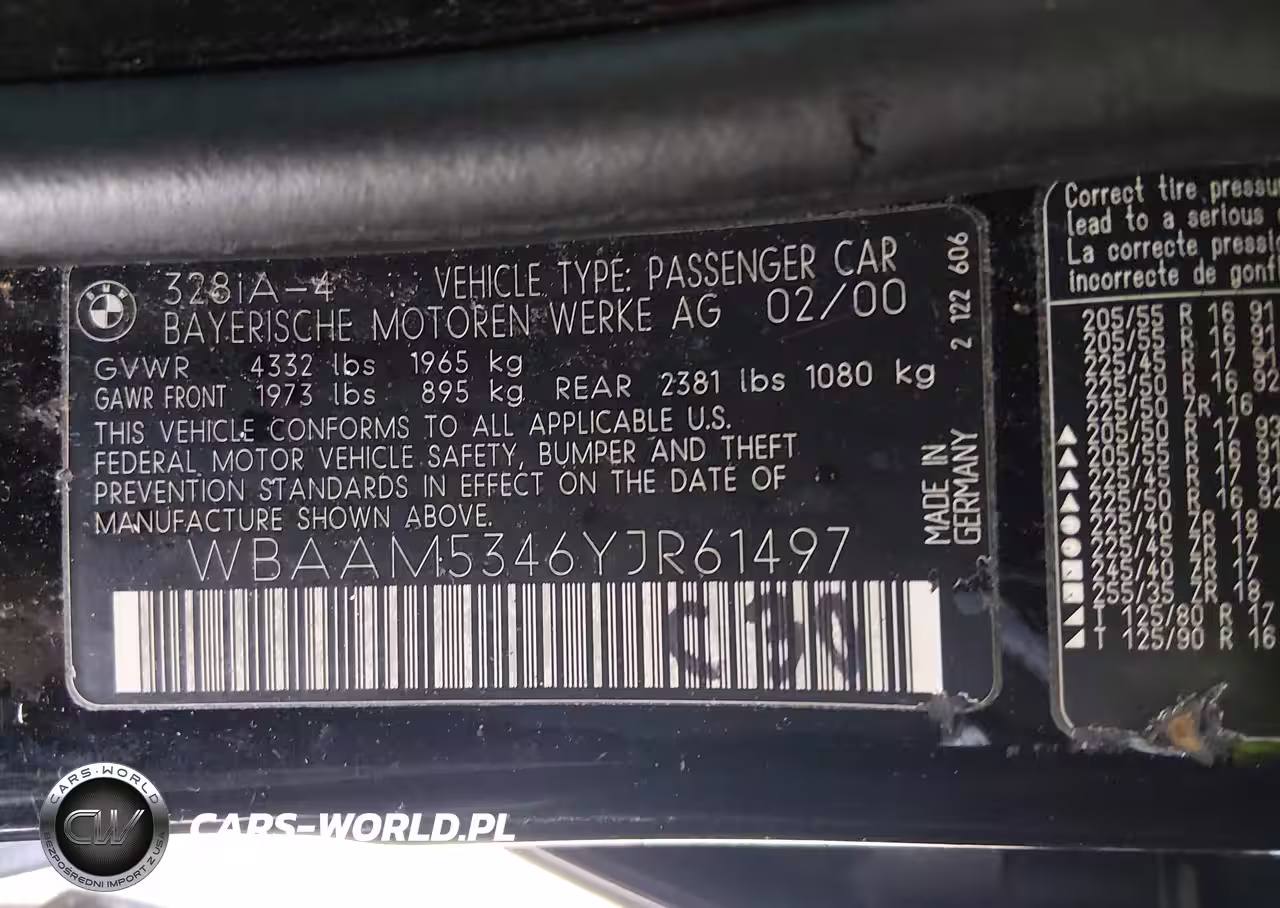 328iA-4 VEHICLE TYPE: PASSENGER CAR
BAYERISCHE MOTOREN WERKE AG 02/00
GVWR 4332 lbs 1965 kg
GAWR FRONT 1973 lbs 895 kg REAR 2381 lbs 1080 kg
THIS VEHICLE CONFORMS TO ALL APPLICABLE U.S.
FEDERAL MOTOR VEHICLE SAFETY, BUMPER AND THEFT
PREVENTION STANDARDS IN EFFECT ON THE DATE OF
MANUFACTURE SHOWN ABOVE.
WBAAM5346YJR61497
2 122 606
MADE IN
GERMANY
BMW
Correct tire
lead to a serious
La correcte
incorrecte de
205/55 R 16 91
205/55 R 16 91
225/45 R 17 91
225/50 R 16 92
225/50 ZR 16
205/50 R 17 93
205/55 R 16 91
225/45 R 17 91
225/50 R 16 92
225/40 ZR 18
225/45 ZR 17
245/40 ZR 17
255/35 ZR 18
T 125/80 R 17
T 125/90 R 16
CARS-WORLD
CW
BEZPOŚREDNI IMPORT Z USA
CARS-WORLD.PL